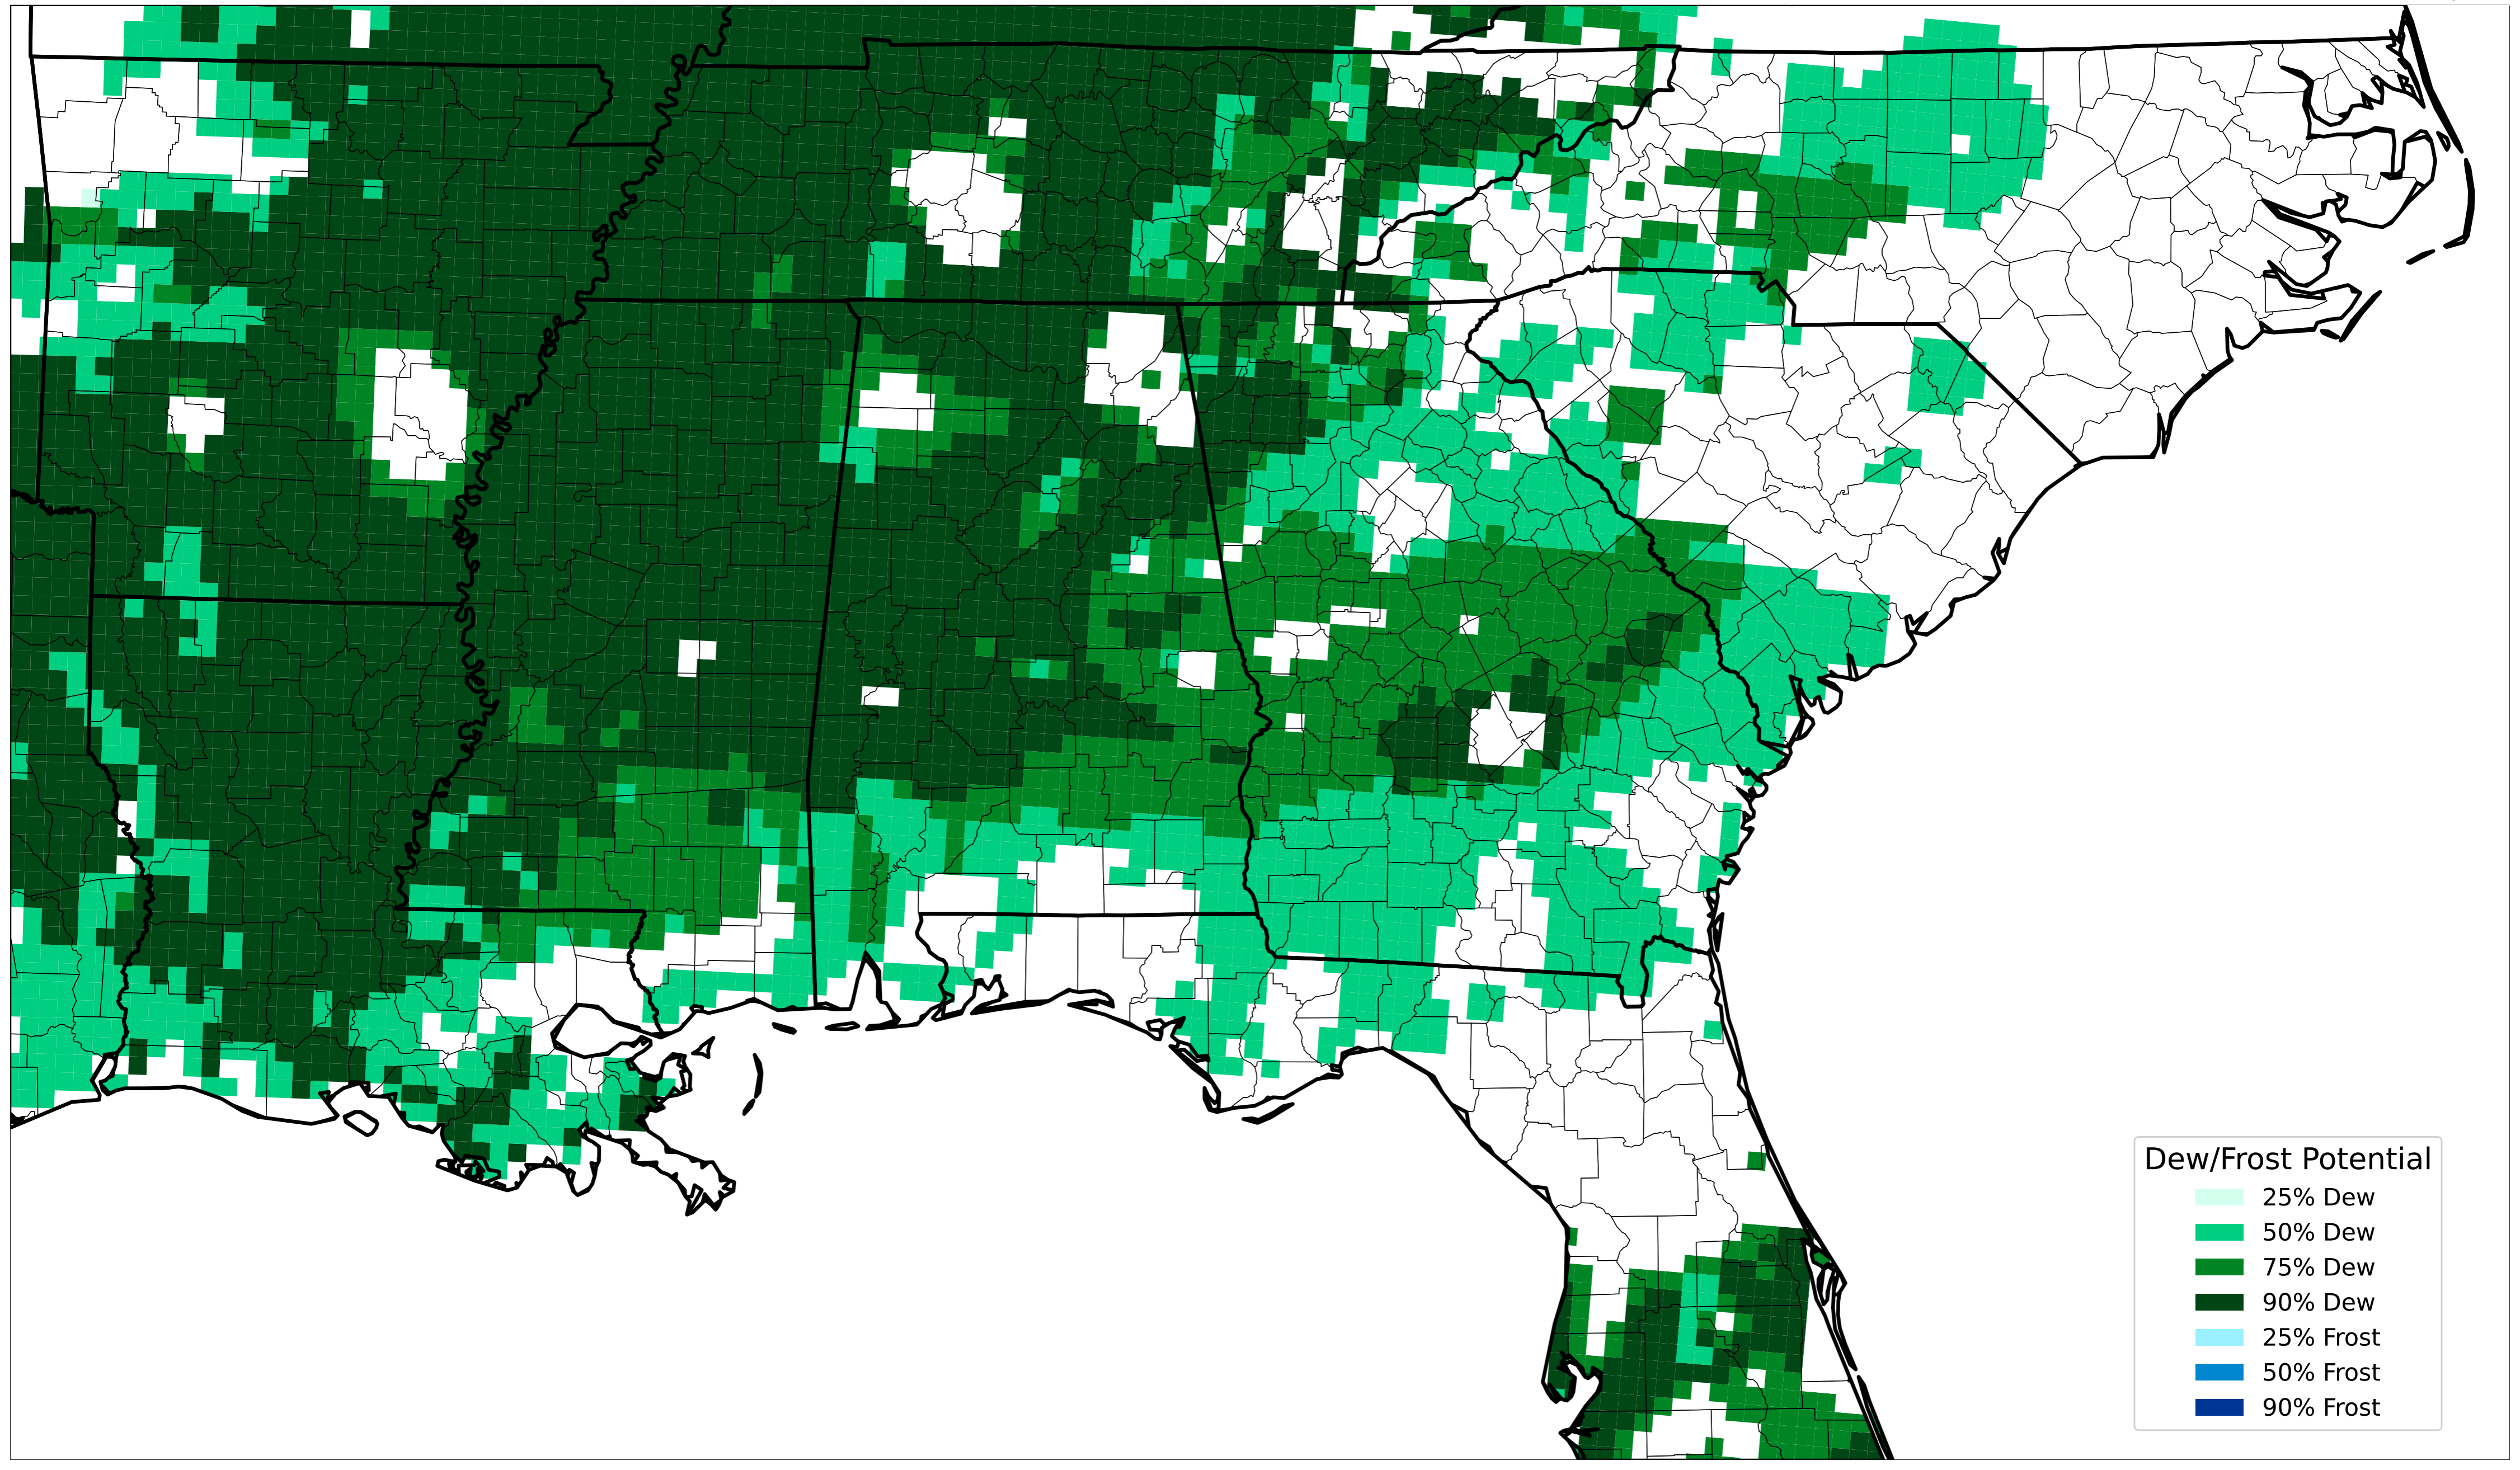 Dew/Frost Potential
25% Dew
50% Dew
75% Dew
90% Dew
25% Frost
50% Frost
90% Frost